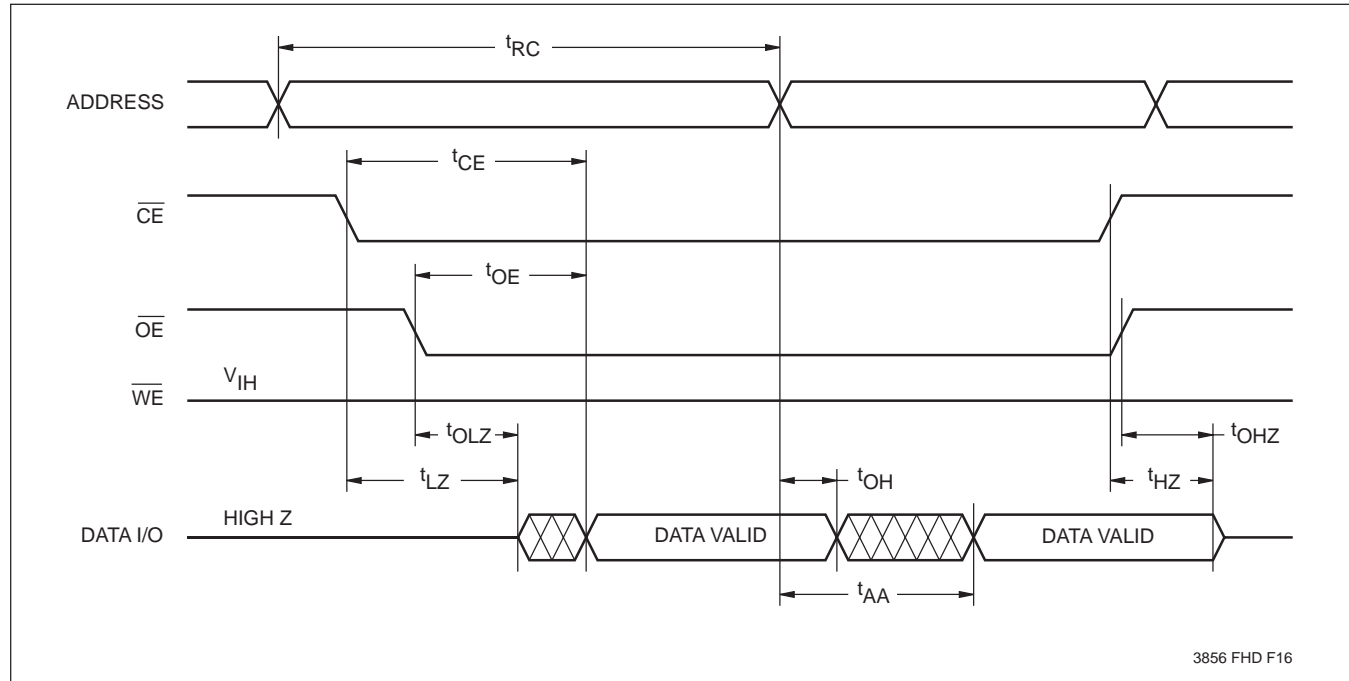 tRC
ADDRESS
tCE
CE
tOE
OE
VIH
WE
tOLZ
tOHZ
tLZ
tOH
tHZ
HIGH Z
DATA I/O
DATA VALID
DATA VALID
tAA
3856 FHD F16